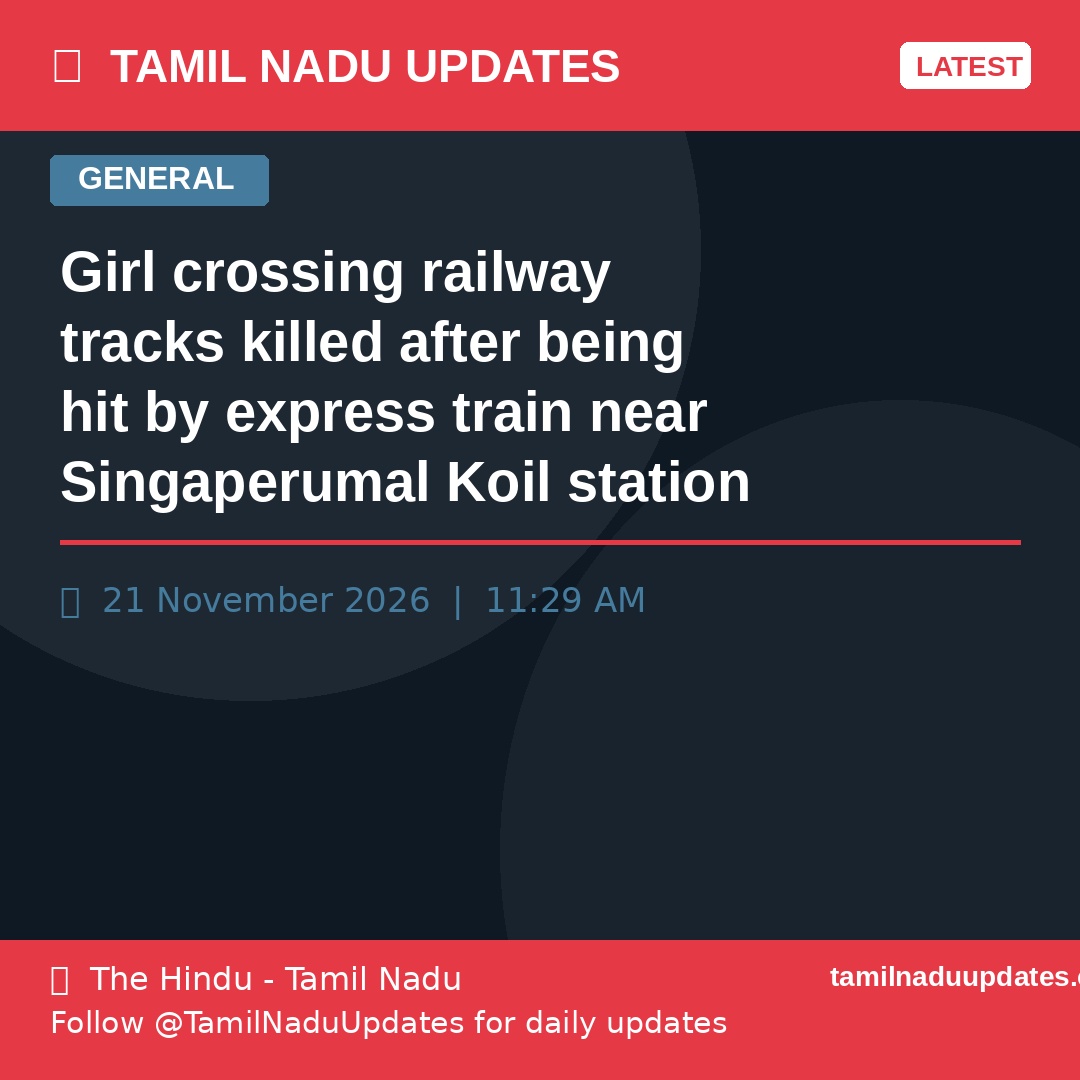 TAMIL NADU UPDATES
LATEST
GENERAL
Girl crossing railway
tracks killed after being
hit by express train near
Singaperumal Koil station
21 November 2026 | 11:29 AM
The Hindu - Tamil Nadu
tamilnaduupdates.
Follow @TamilNaduUpdates for daily updates